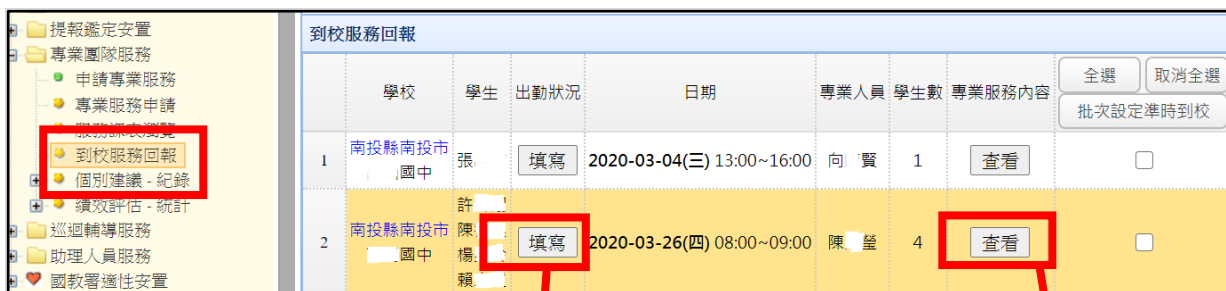 提報鑑定安置
專業團隊服務
申請專業服務
專業服務申請
服務課表瀏覽
到校服務回報
個別建議 - 紀錄
績效評估 - 統計
巡迴輔導服務
助理人員服務
國教署適性安置
到校服務回報
學校 學生 出勤狀況 日期 專業人員 學生數 專業服務內容 全選 取消全選
批次設定準時到校
1 南投縣南投市 國中 張 填寫 2020-03-04(三) 13:00~16:00 向 賢 1 查看
2 南投縣南投市 國中 許 陳 楊 賴 填寫 2020-03-26(四) 08:00~09:00 陳 螢 4 查看